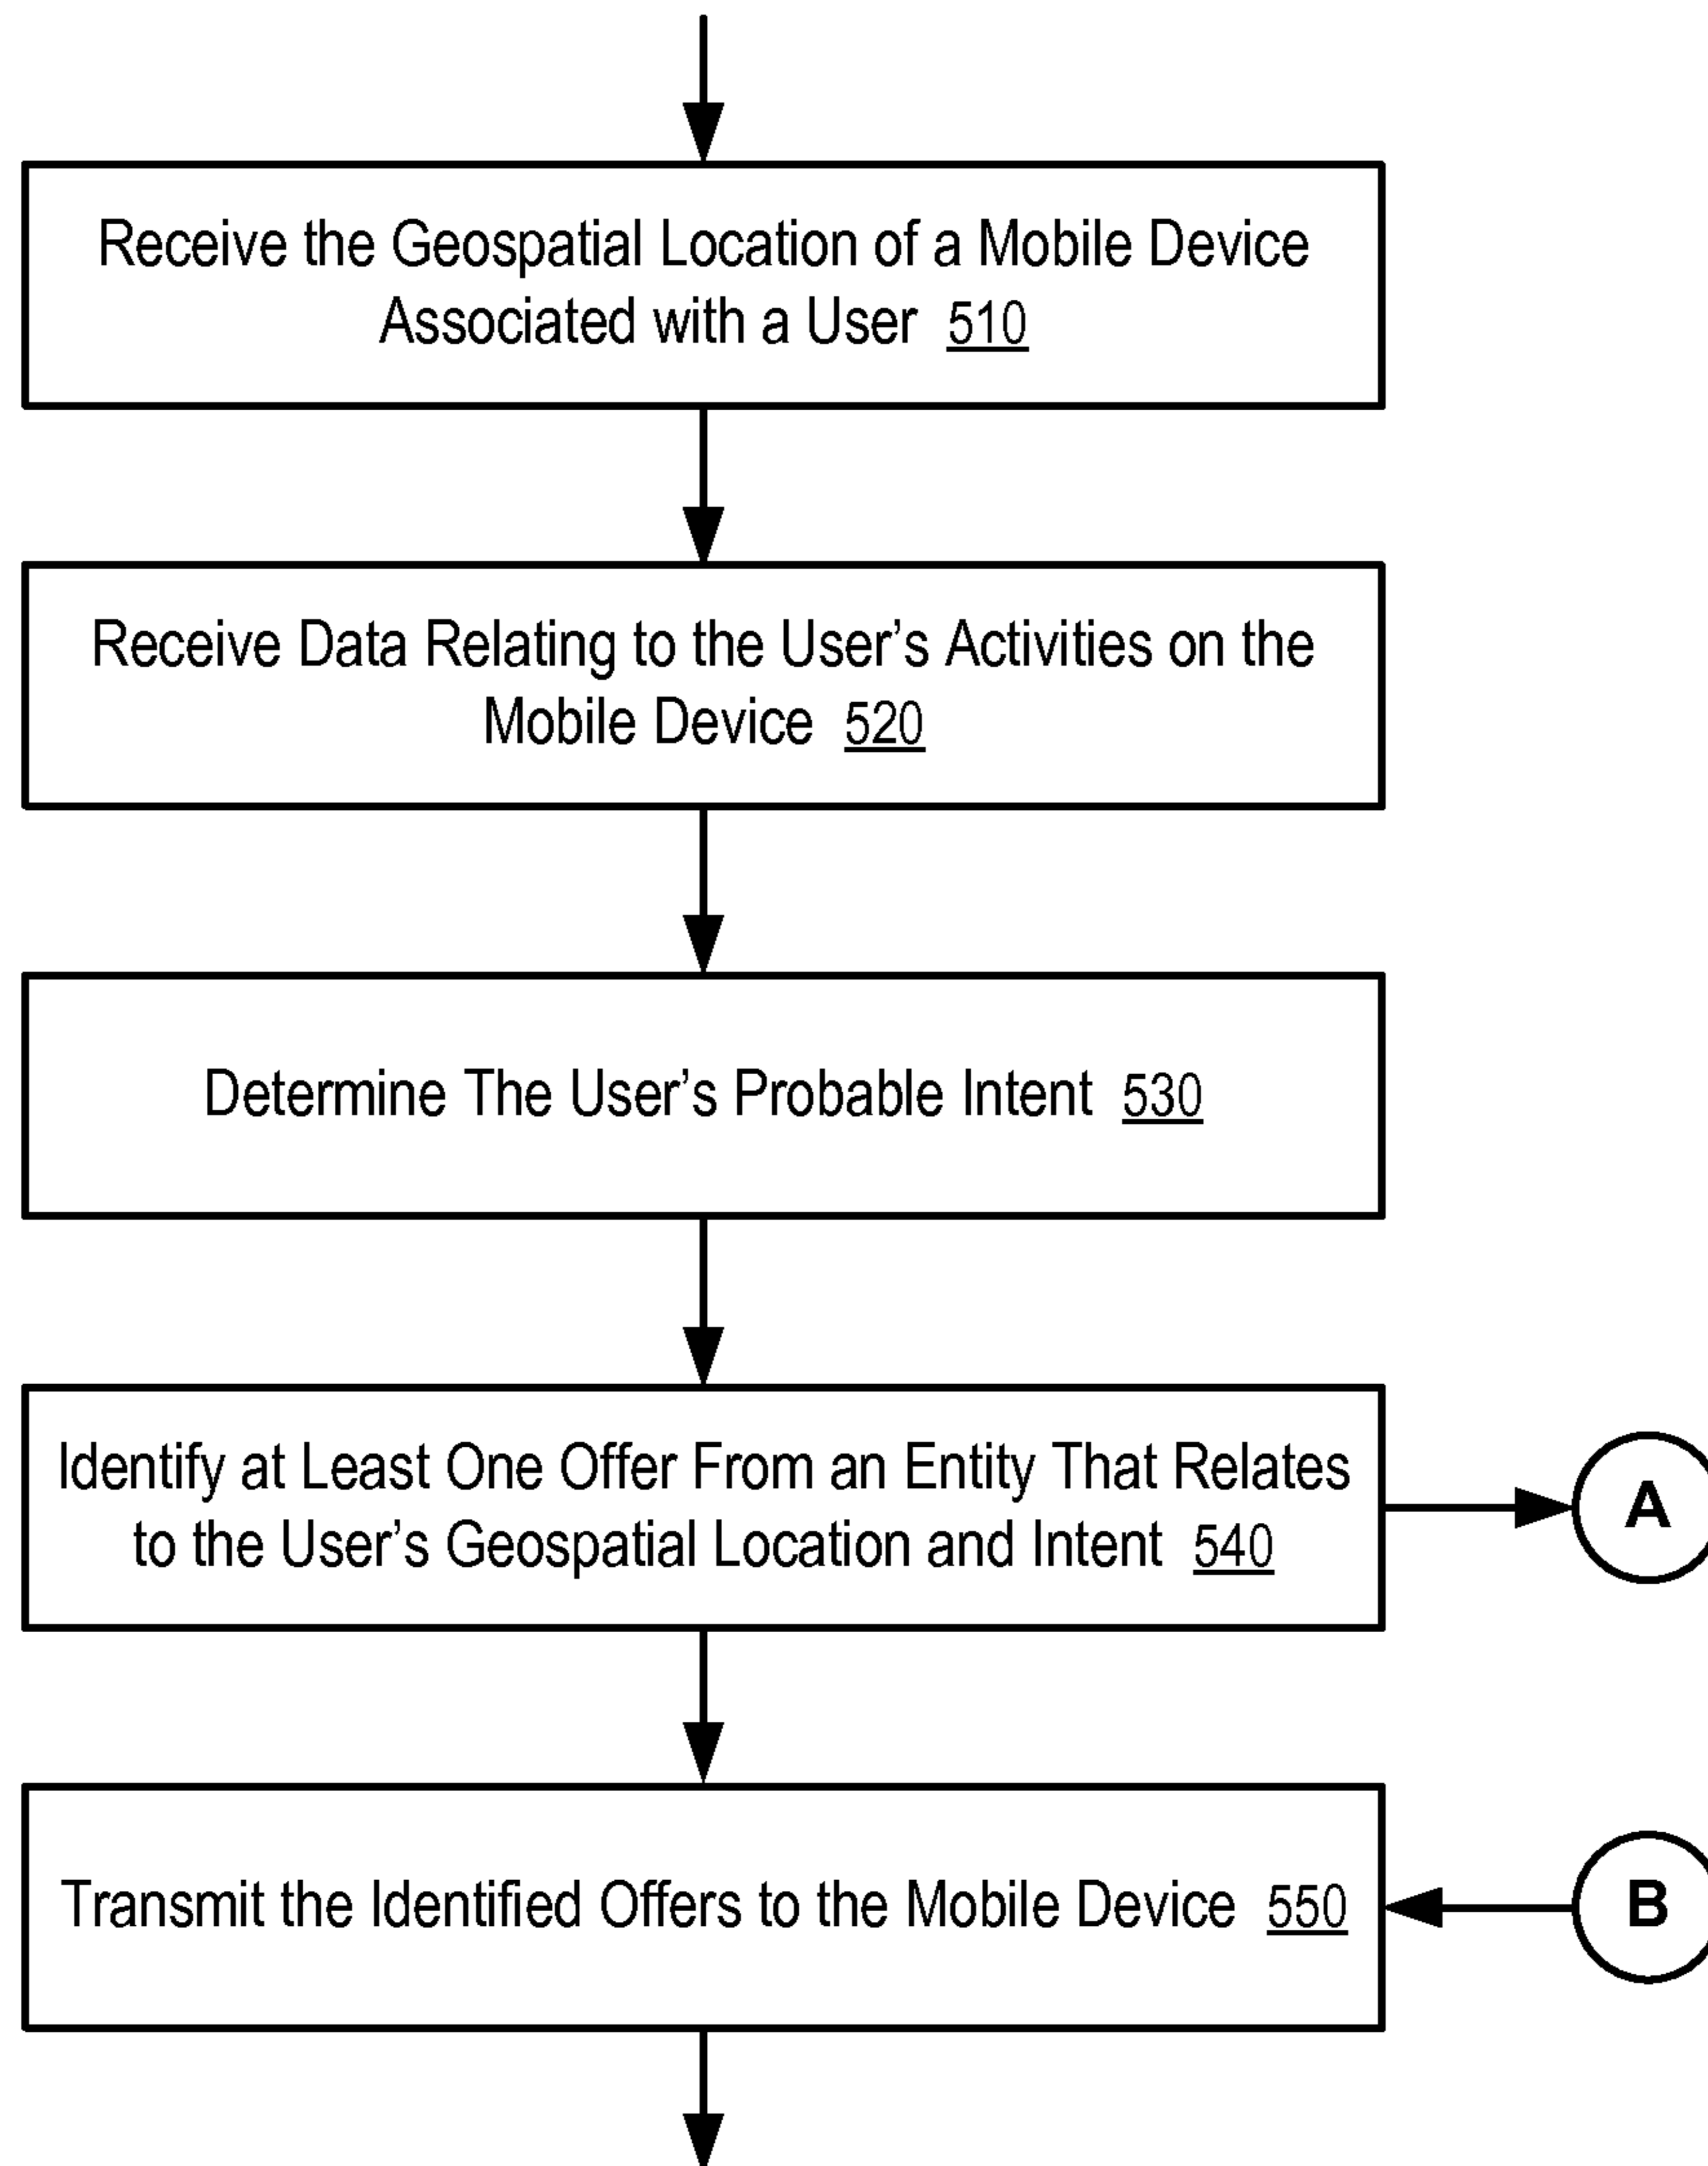 Receive the Geospatial Location of a Mobile Device
Associated with a User 510
Receive Data Relating to the User's Activities on the
Mobile Device 520
Determine The User's Probable Intent 530
Identify at Least One Offer From an Entity That Relates
to the User's Geospatial Location and Intent 540
A
Transmit the Identified Offers to the Mobile Device 550
B